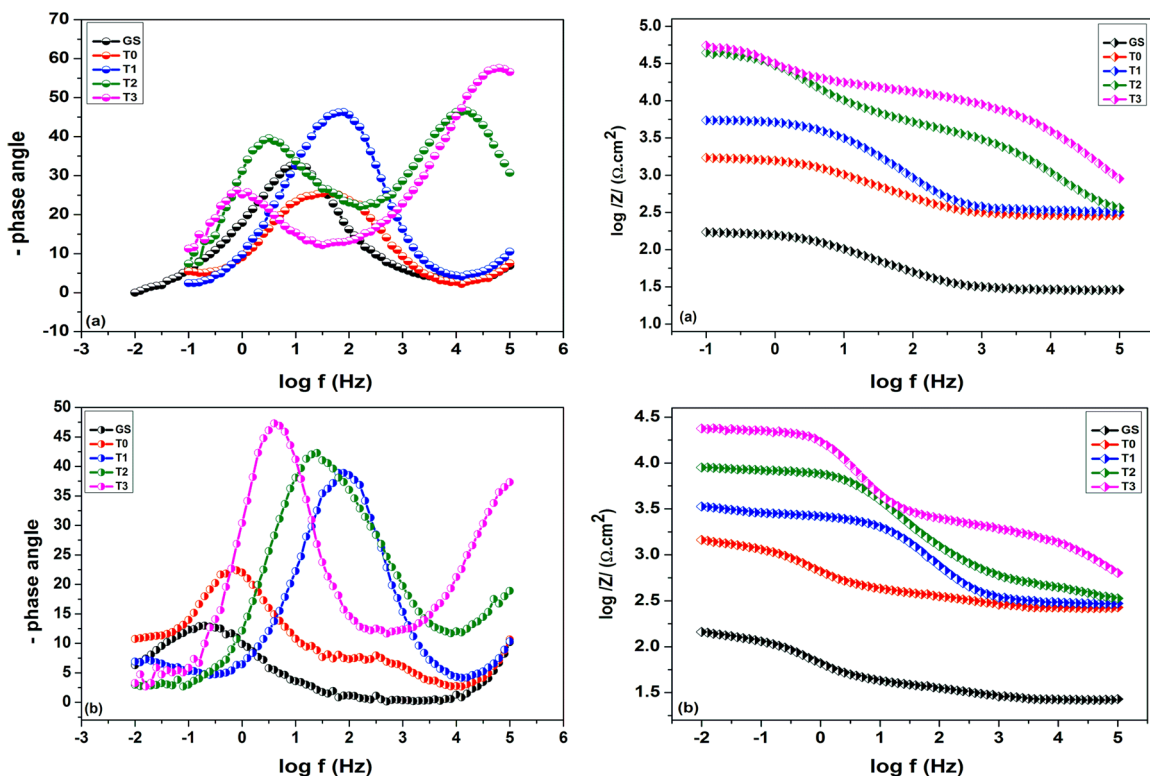 70
60
50
40
30
20
10
0
-10
- phase angle
GS
T0
T1
T2
T3
(a)
-3 -2 -1 0 1 2 3 4 5 6
log f (Hz)
5.0
4.5
4.0
3.5
3.0
2.5
2.0
1.5
1.0
log /Z/ (Ω.cm²)
GS
T0
T1
T2
T3
(a)
-1 0 1 2 3 4 5
log f (Hz)
50
45
40
35
30
25
20
15
10
5
0
- phase angle
GS
T0
T1
T2
T3
(b)
-3 -2 -1 0 1 2 3 4 5 6
log f (Hz)
4.5
4.0
3.5
3.0
2.5
2.0
1.5
log /Z/ (Ω.cm²)
GS
T0
T1
T2
T3
(b)
-2 -1 0 1 2 3 4 5
log f (Hz)